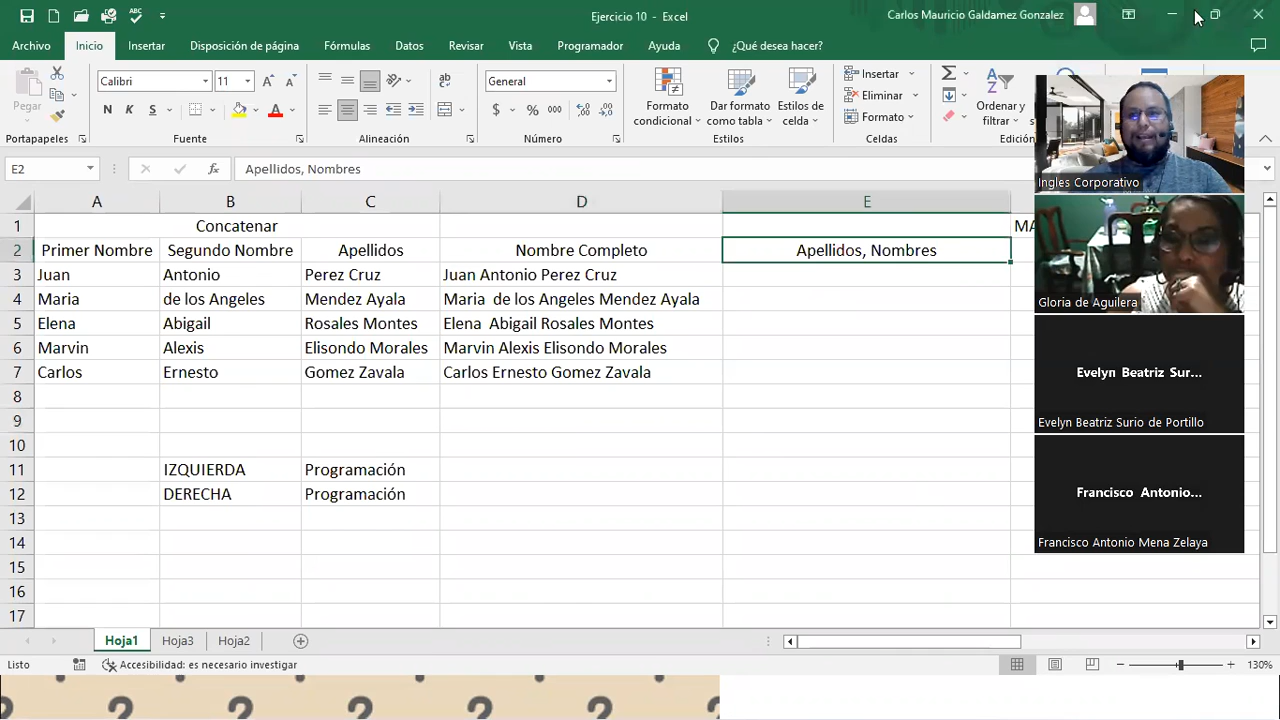 Ejercicio 10 - Excel
Carlos Mauricio Galdamez Gonzalez
Archivo Inicio Insertar Disposición de página Fórmulas Datos Revisar Vista Programador Ayuda ¿Qué desea hacer?
Pegar
Calibri 11
N K S
General
$ % 000
Formato condicional
Dar formato como tabla
Estilos de celda
Insertar
Eliminar
Formato
Ordenar y filtrar
Portapapeles Fuente Alineación Número Estilos Celdas Edición
E2 fx Apellidos, Nombres
A B C D E
1 Concatenar
2 Primer Nombre Segundo Nombre Apellidos Nombre Completo Apellidos, Nombres
3 Juan Antonio Perez Cruz Juan Antonio Perez Cruz
4 Maria de los Angeles Mendez Ayala Maria  de los Angeles Mendez Ayala
5 Elena Abigail Rosales Montes Elena  Abigail Rosales Montes
6 Marvin Alexis Elisondo Morales Marvin Alexis Elisondo Morales
7 Carlos Ernesto Gomez Zavala Carlos Ernesto Gomez Zavala
8
9
10
11 IZQUIERDA Programación
12 DERECHA Programación
13
14
15
16
17
Ingles Corporativo
Gloria de Aguilera
Evelyn Beatriz Sur...
Evelyn Beatriz Surio de Portillo
Francisco Antonio...
Francisco Antonio Mena Zelaya
Hoja1 Hoja3 Hoja2
Listo Accesibilidad: es necesario investigar 130%
? ? ? ? ? ? ?